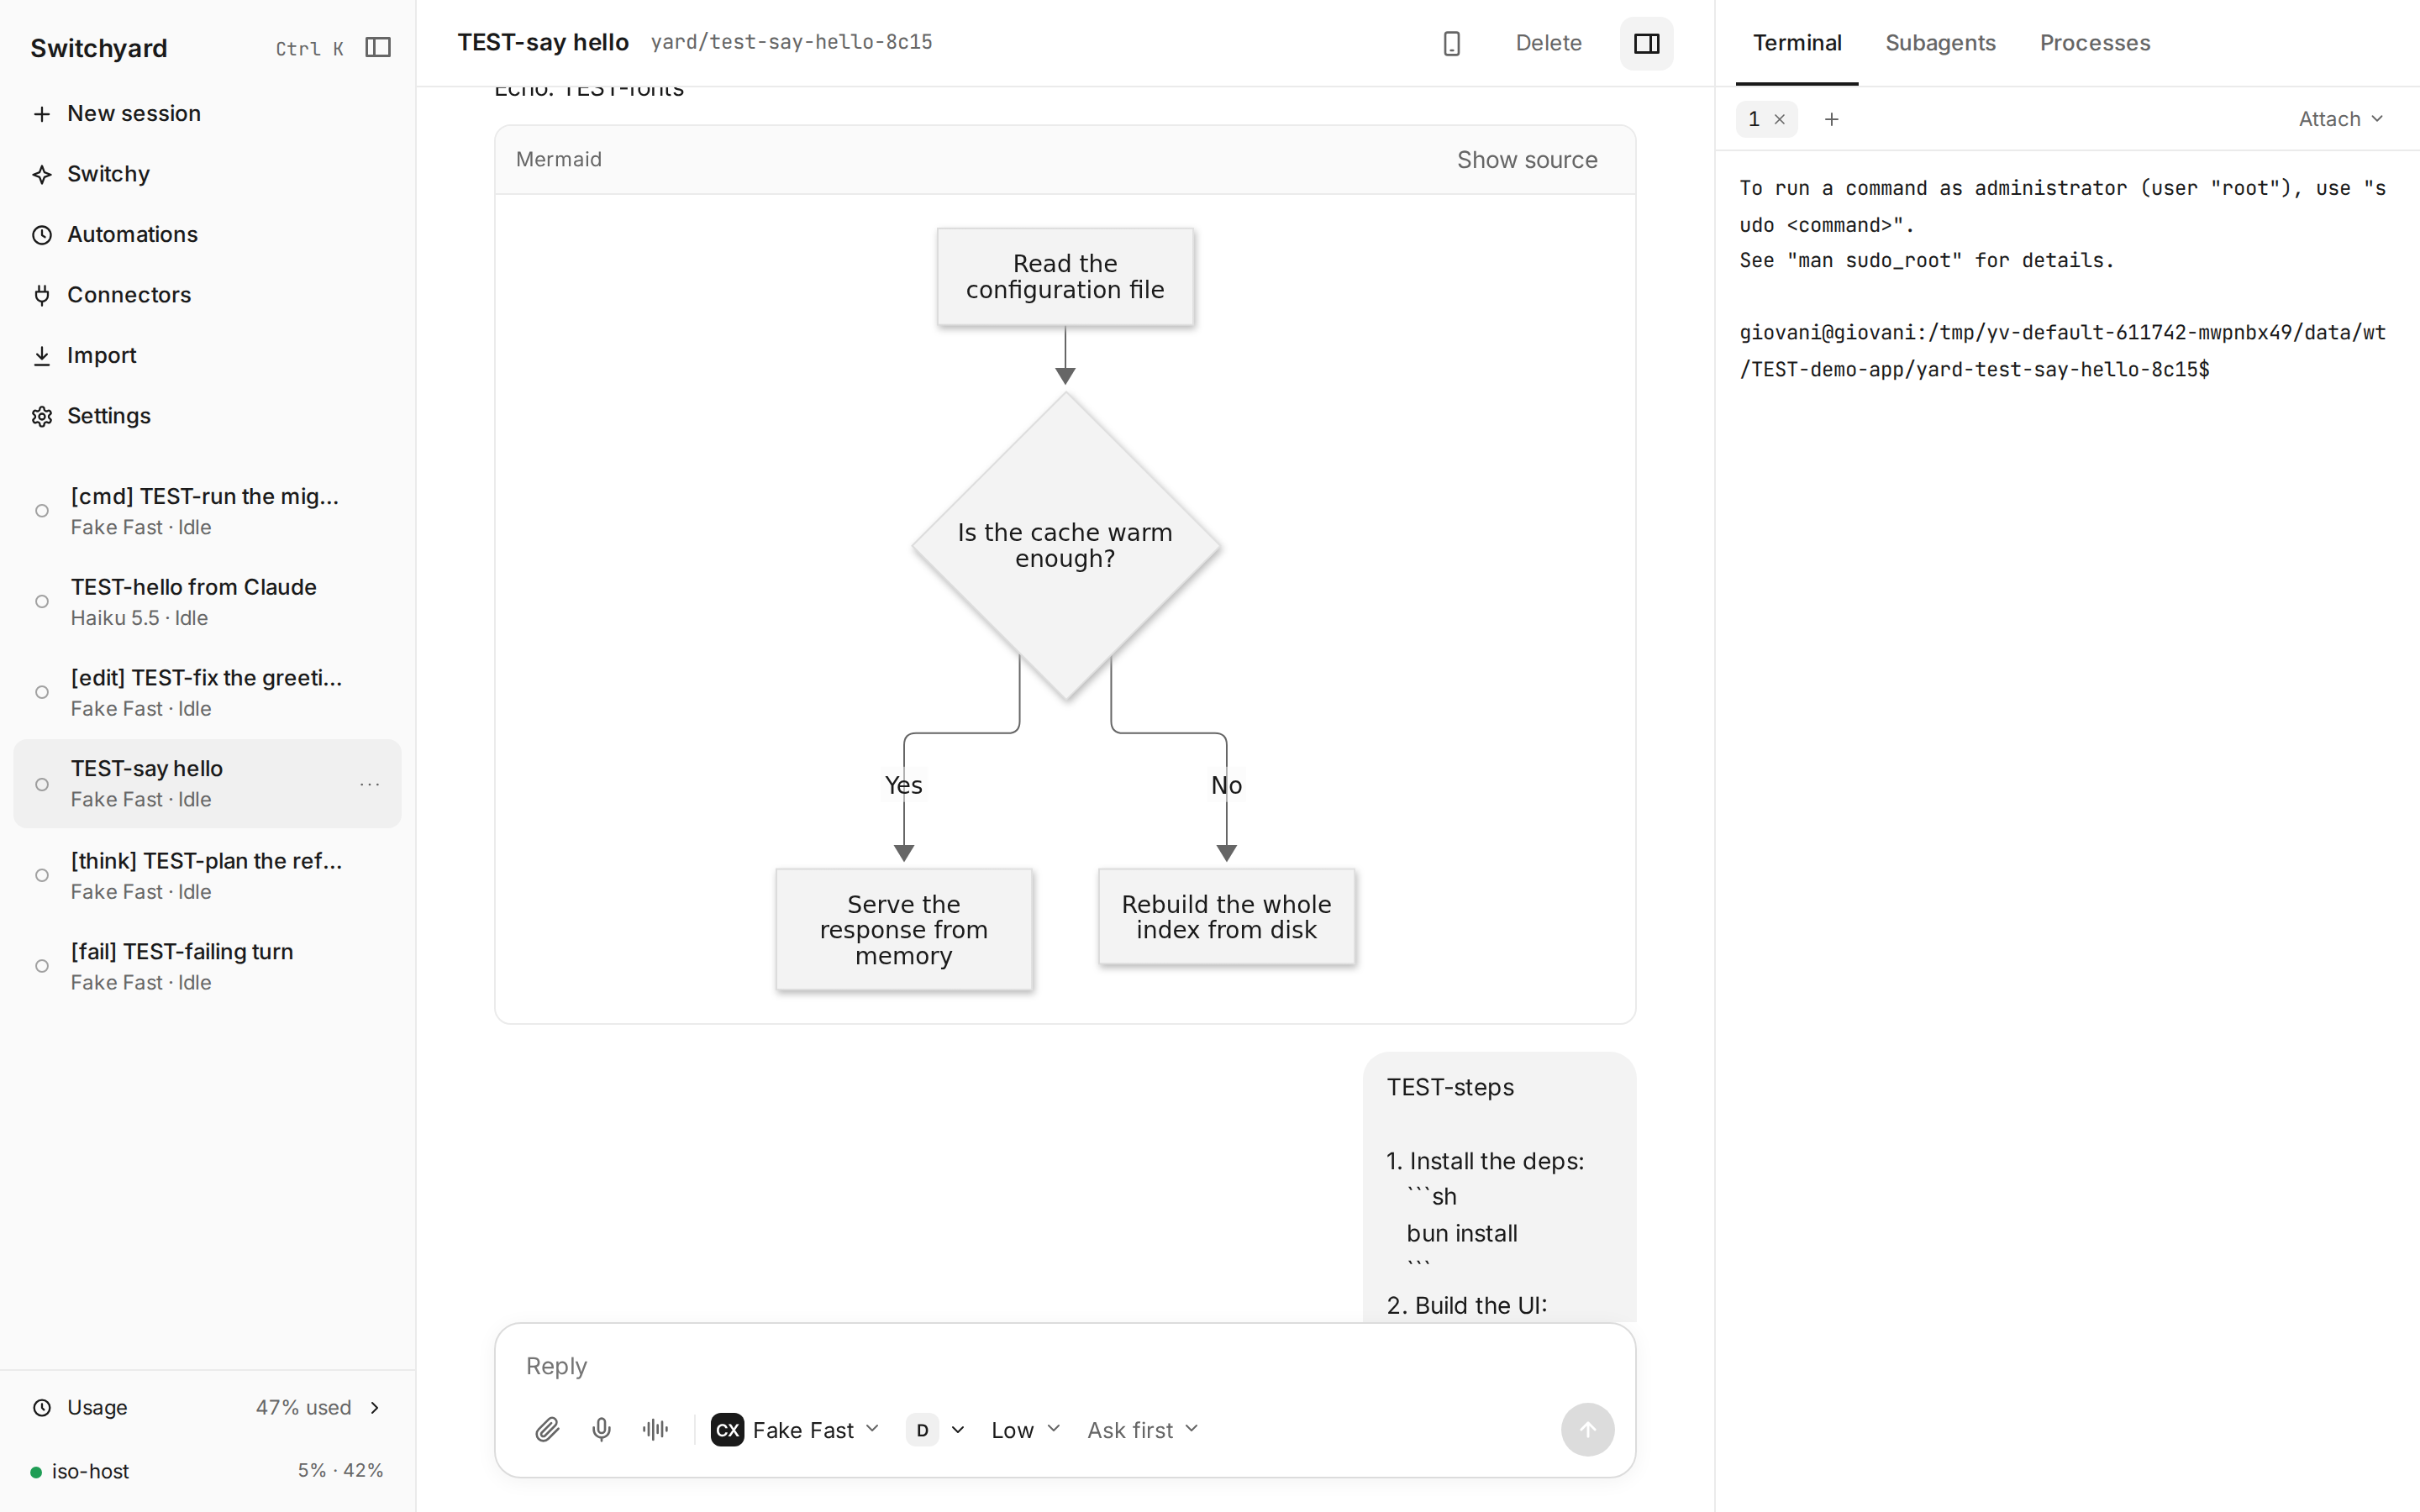 Switchyard
Ctrl K
New session
Switchy
Automations
Connectors
Import
Settings
[cmd] TEST-run the mig...
Fake Fast · Idle
TEST-hello from Claude
Haiku 5.5 · Idle
[edit] TEST-fix the greeti...
Fake Fast · Idle
TEST-say hello
Fake Fast · Idle
[think] TEST-plan the ref...
Fake Fast · Idle
[fail] TEST-failing turn
Fake Fast · Idle
Usage 47% used
iso-host 5% · 42%
TEST-say hello yard/test-say-hello-8c15
Delete
Echo: TEST-fonts
Mermaid
Show source
Read the
configuration file
Is the cache warm
enough?
Yes
No
Serve the
response from
memory
Rebuild the whole
index from disk
TEST-steps
1. Install the deps:
```sh
bun install
```
2. Build the UI:
Reply
CX Fake Fast D Low Ask first
Terminal Subagents Processes
1
Attach
To run a command as administrator (user "root"), use "s
udo <command>".
See "man sudo_root" for details.
giovani@giovani:/tmp/yv-default-611742-mwpnbx49/data/wt
/TEST-demo-app/yard-test-say-hello-8c15$